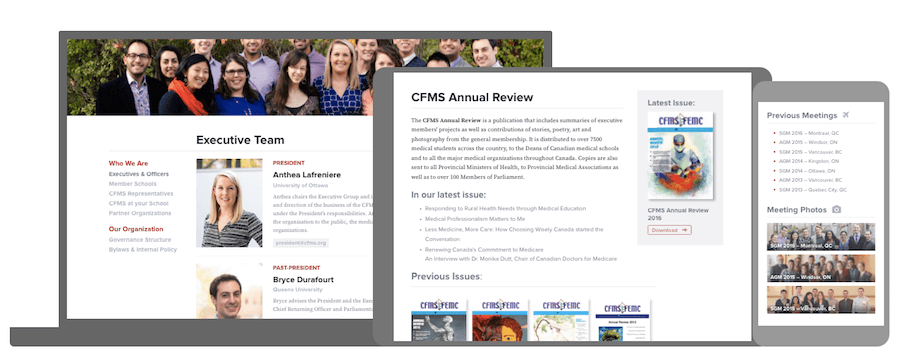 Executive Team
Who We Are
Executives & Officers
Member Schools
CFMS Representatives
CFMS at your School
Partner Organizations
Our Organization
Governance Structure
Bylaws & Internal Policy
PRESIDENT
Anthea Lafreniere
University of Ottawa
Anthea chairs the Executive Group and
and direction of the business of the CFM
under the President's responsibilities. A
organization to the public, the medical
organizations.
president@cfms.org
PAST-PRESIDENT
Bryce Durafourt
Queens University
Bryce advises the President and the Exec
Chief Returning Officer and Parliament
CFMS Annual Review
The CFMS Annual Review is a publication that includes summaries of executive
members' projects as well as contributions of stories, poetry, art and
photography from the general membership. It is distributed to over 7500
medical students across the country, to the Deans of Canadian medical schools
and to all the major medical organizations throughout Canada. Copies are also
sent to all Provincial Ministers of Health, to Provincial Medical Associations as
well as to over 100 Members of Parliament.
In our latest issue:
Responding to Rural Health Needs through Medical Education
Medical Professionalism Matters to Me
Less Medicine, More Care: How Choosing Wisely Canada started the
Conversation
Renewing Canada's Commitment to Medicare
An Interview with Dr. Monika Dutt, Chair of Canadian Doctors for Medicare
Previous Issues:
CFMS FEMC
CFMS FEMC
CFMS FEMC
CFMS FEMC
Annual Review 2012
Latest Issue:
CFMS FEMC
CFMS Annual Review
2016
Download
Previous Meetings
SGM 2016 – Montreal, QC
AGM 2015 – Windsor, ON
SGM 2015 – Vancouver, BC
AGM 2014 – Kingston, ON
SGM 2014 – Ottawa, ON
AGM 2013 – Vancouver, BC
SGM 2013 – Quebec City, QC
Meeting Photos
SGM 2016 – Montreal, QC
AGM 2015 – Windsor, ON
SGM 2015 – Vancouver, BC